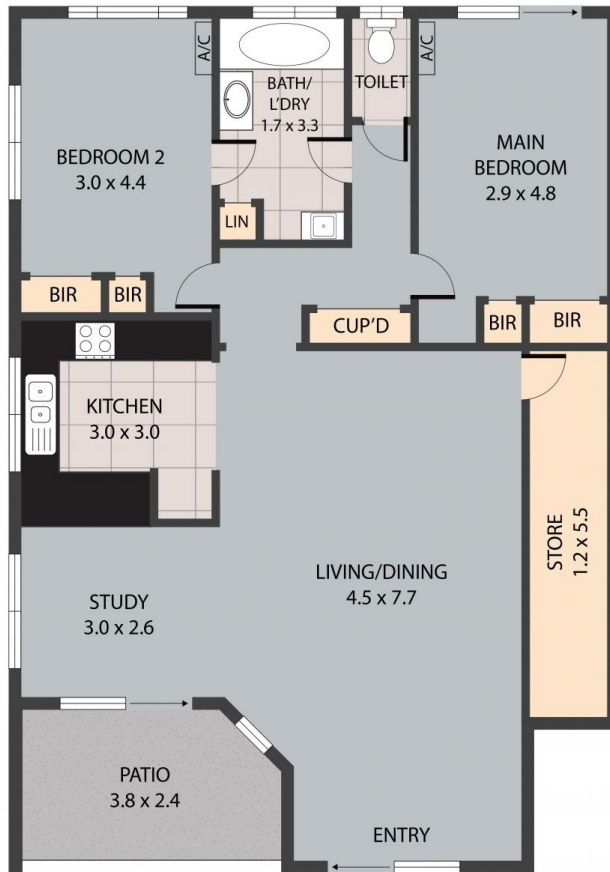 A/C
A/C
BATH/
L'DRY
1.7 x 3.3
TOILET
BEDROOM 2
3.0 x 4.4
MAIN
BEDROOM
2.9 x 4.8
LIN
BIR
BIR
CUP'D
BIR
BIR
KITCHEN
3.0 x 3.0
STORE
1.2 x 5.5
LIVING/DINING
4.5 x 7.7
STUDY
3.0 x 2.6
PATIO
3.8 x 2.4
ENTRY